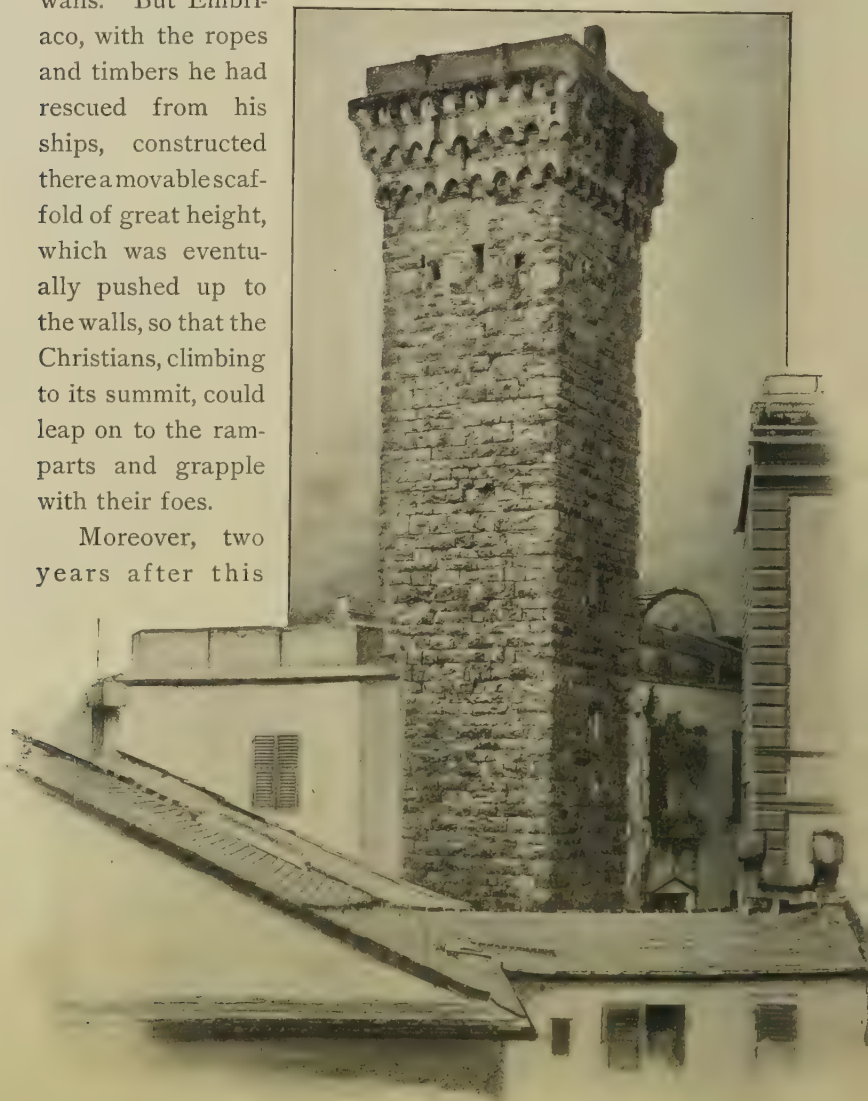 walls. But Embri-
aco, with the ropes
and timbers he had
rescued from his
ships, constructed
there a movable scaf-
fold of great height,
which was eventu-
ally pushed up to
the walls, so that the
Christians, climbing
to its summit, could
leap on to the ram-
parts and grapple
with their foes.
Moreover, two
years after this